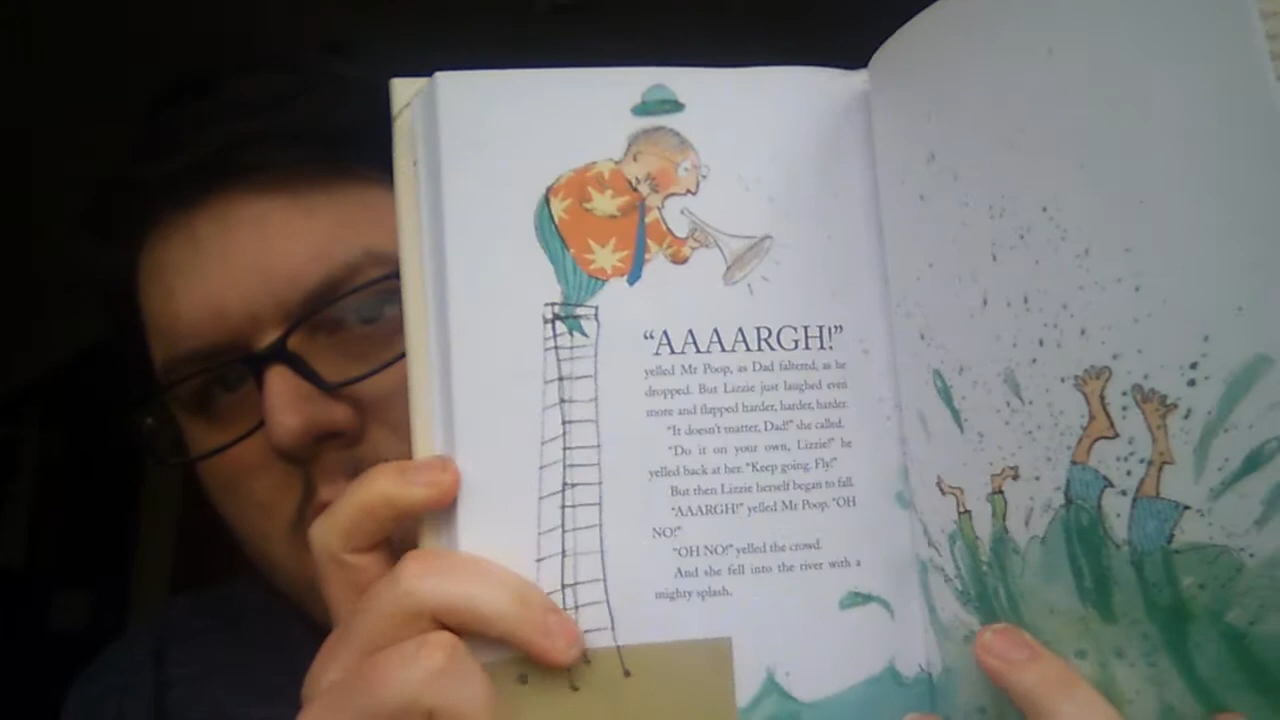 “AAAARGH!”
yelled Mr Poop, as Dad faltered, as he
dropped. But Lizzie just laughed even
more and flapped harder, harder, harder.
“It doesn't matter, Dad!” she called.
“Do it on your own, Lizzie!” he
yelled back at her. “Keep going. Fly!”
But then Lizzie herself began to fall.
“AAARGH!” yelled Mr Poop. “OH
NO!”
“OH NO!” yelled the crowd.
And she fell into the river with a
mighty splash.